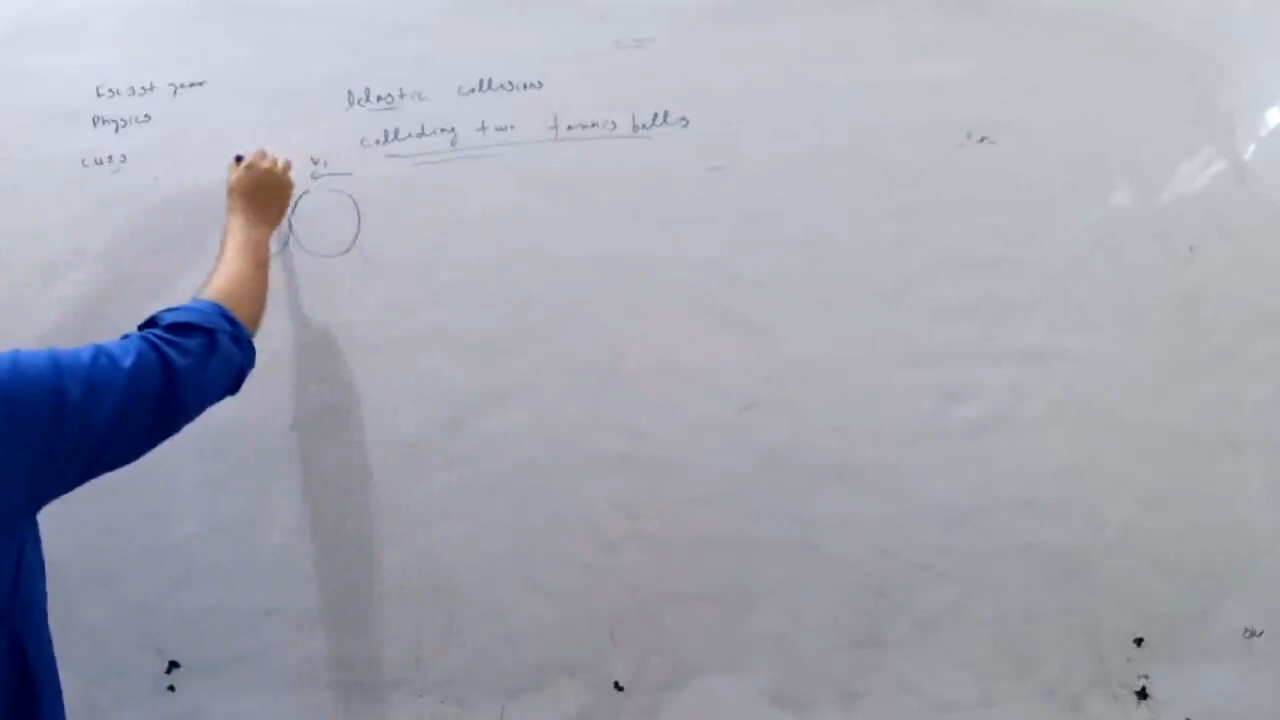 First year
Physics
Inelastic collisions
colliding two tennis balls
v₁